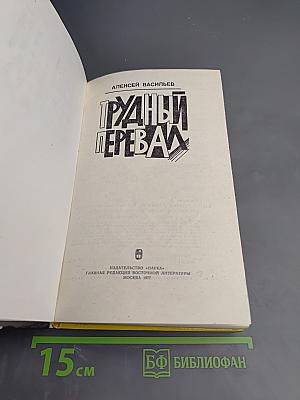 АЛЕКСЕЙ ВАСИЛЬЕВ
ТРУДНЫЙ
ПЕРЕВАЛ
ИЗДАТЕЛЬСТВО «НАУКА»
ГЛАВНАЯ РЕДАКЦИЯ ВОСТОЧНОЙ ЛИТЕРАТУРЫ
МОСКВА 1977
15 см
БФ БИБЛИОФАН